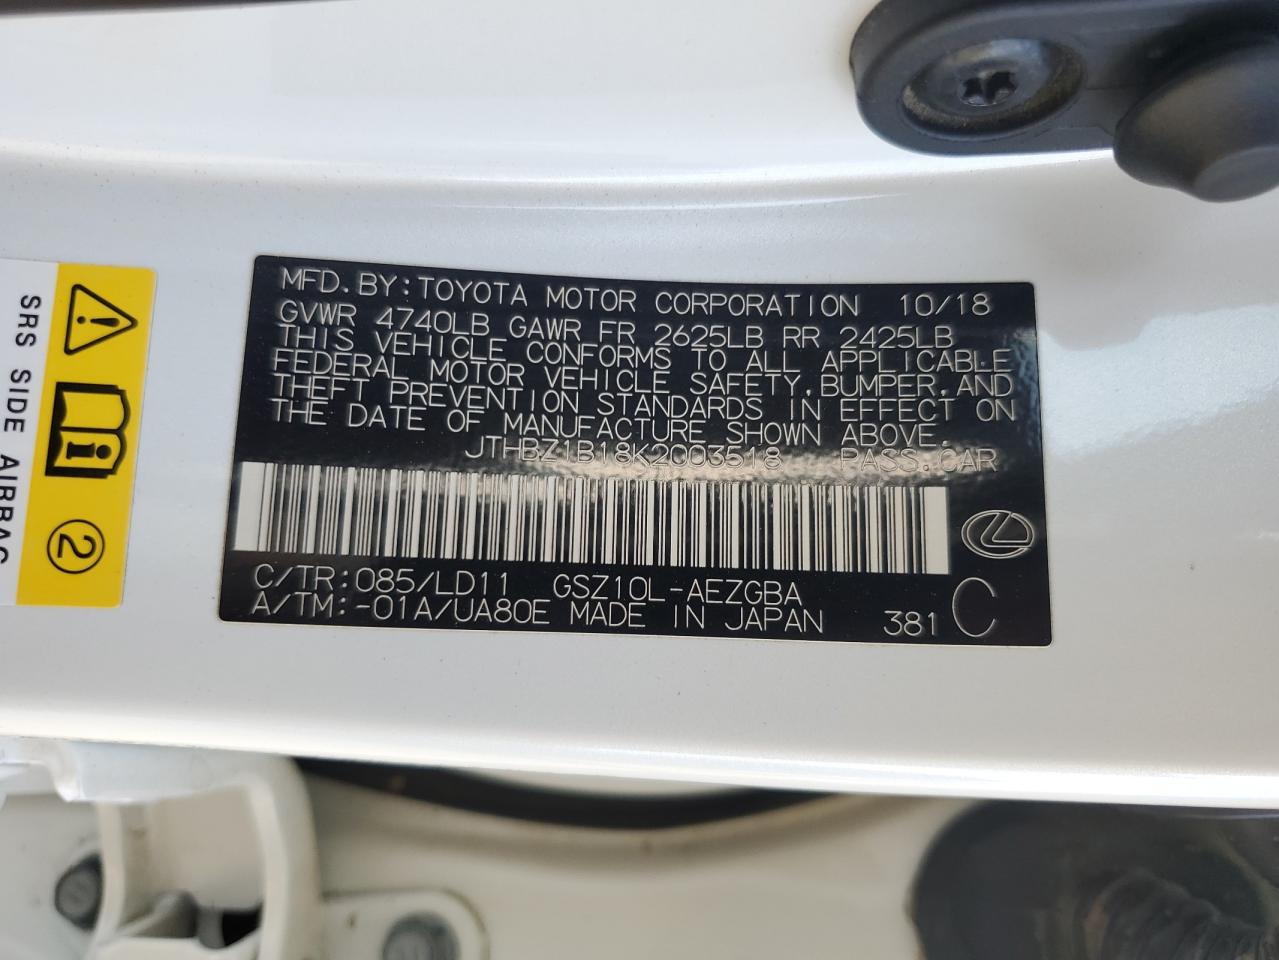 MFD. BY: TOYOTA MOTOR CORPORATION 10/18
GVWR 4740LB GAWR FR 2625LB RR 2425LB
THIS VEHICLE CONFORMS TO ALL APPLICABLE
FEDERAL MOTOR VEHICLE SAFETY, BUMPER, AND
THEFT PREVENTION STANDARDS IN EFFECT ON
THE DATE OF MANUFACTURE SHOWN ABOVE.
JTHBZ1B18K2003518 PASS.CAR
C/TR: 085/LD11 GSZ10L-AEZGBA
A/TM: -01A/UA80E MADE IN JAPAN 381 C
SRS SIDE AIRBAG
2